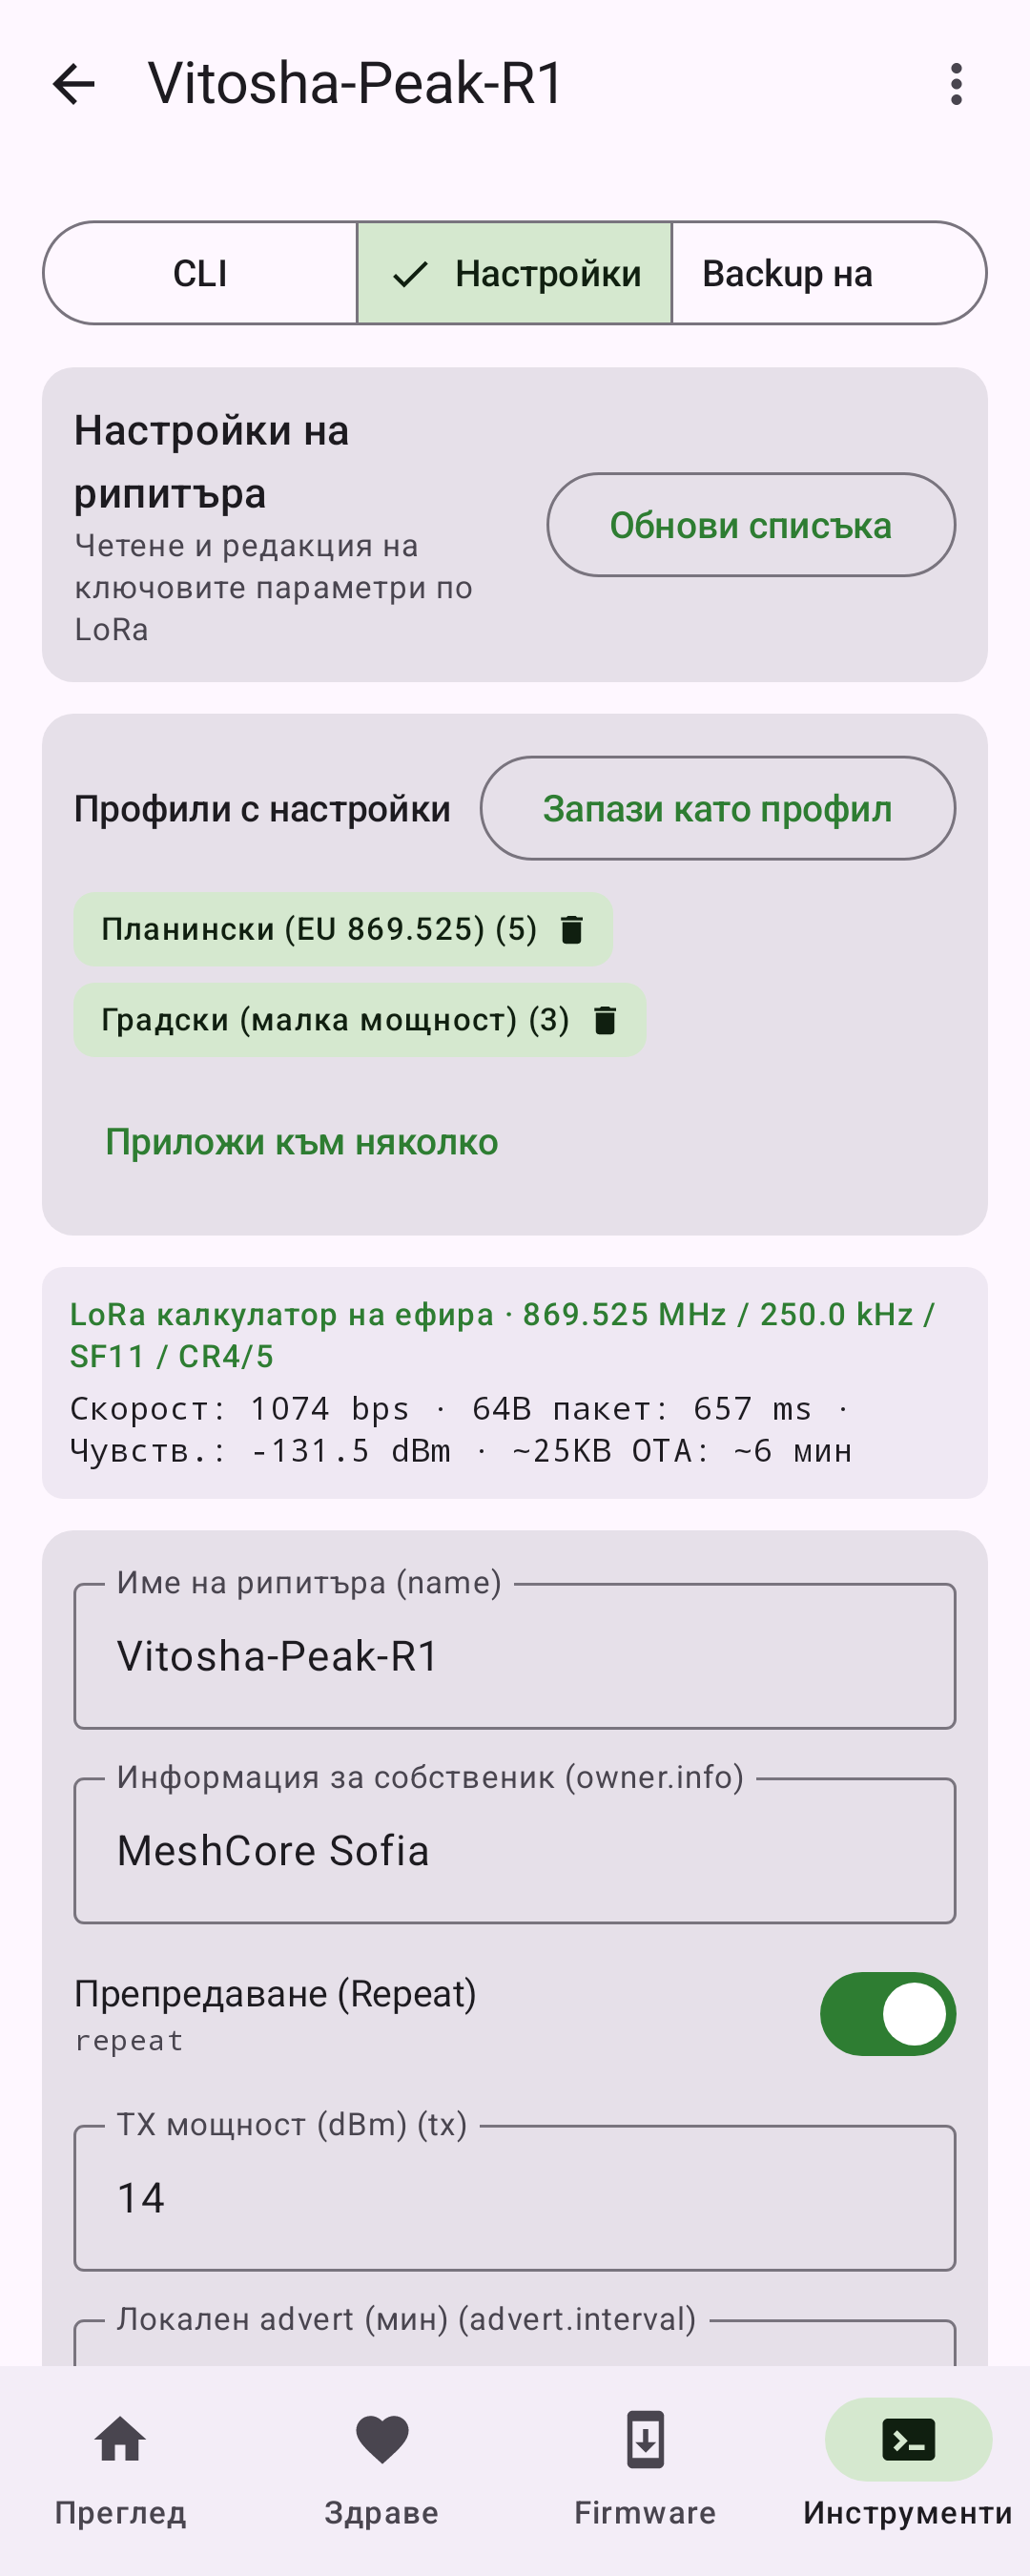 Vitosha-Peak-R1
CLI
Настройки
Backup на
Настройки на
рипитъра
Четене и редакция на
ключовите параметри по
LoRa
Обнови списъка
Профили с настройки
Запази като профил
Планински (EU 869.525) (5)
Градски (малка мощност) (3)
Приложи към няколко
LoRa калкулатор на ефира · 869.525 MHz / 250.0 kHz /
SF11 / CR4/5
Скорост: 1074 bps · 64B пакет: 657 ms ·
Чувств.: -131.5 dBm · ~25KB OTA: ~6 мин
Име на рипитъра (name)
Vitosha-Peak-R1
Информация за собственик (owner.info)
MeshCore Sofia
Препредаване (Repeat)
repeat
TX мощност (dBm) (tx)
14
Локален advert (мин) (advert.interval)
Преглед
Здраве
Firmware
Инструменти